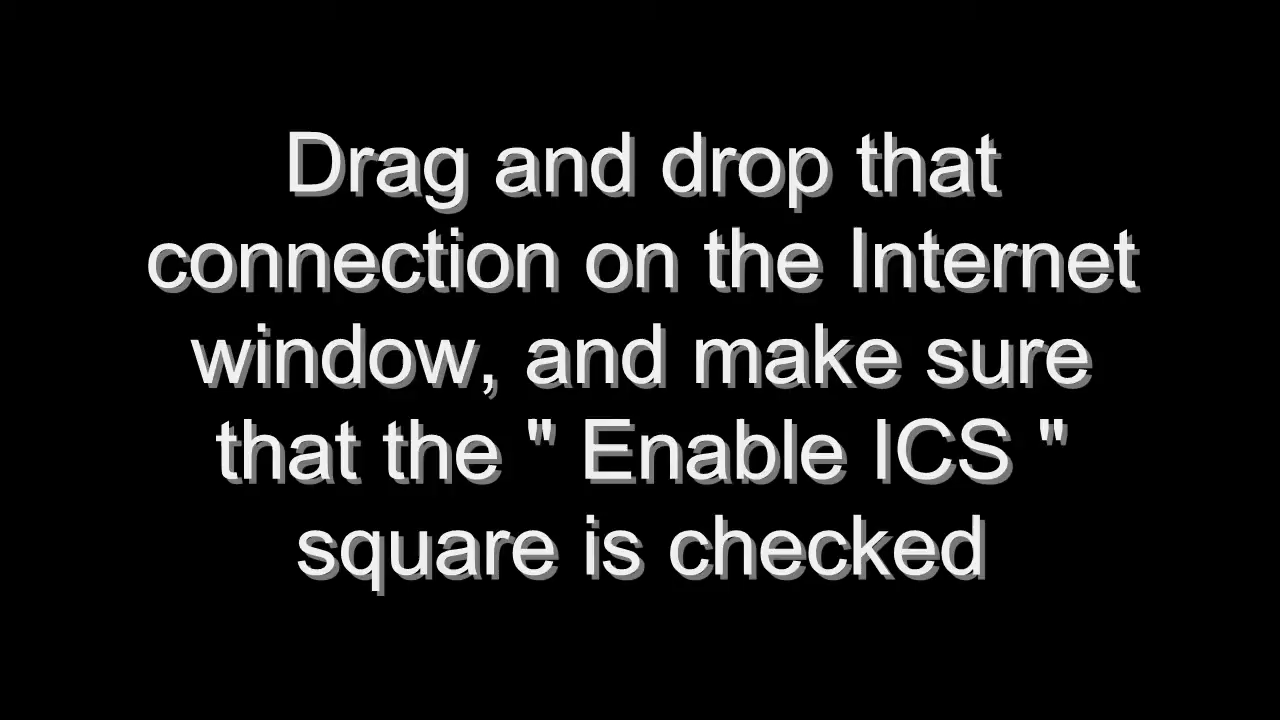 Drag and drop that
connection on the Internet
window, and make sure
that the " Enable ICS "
square is checked